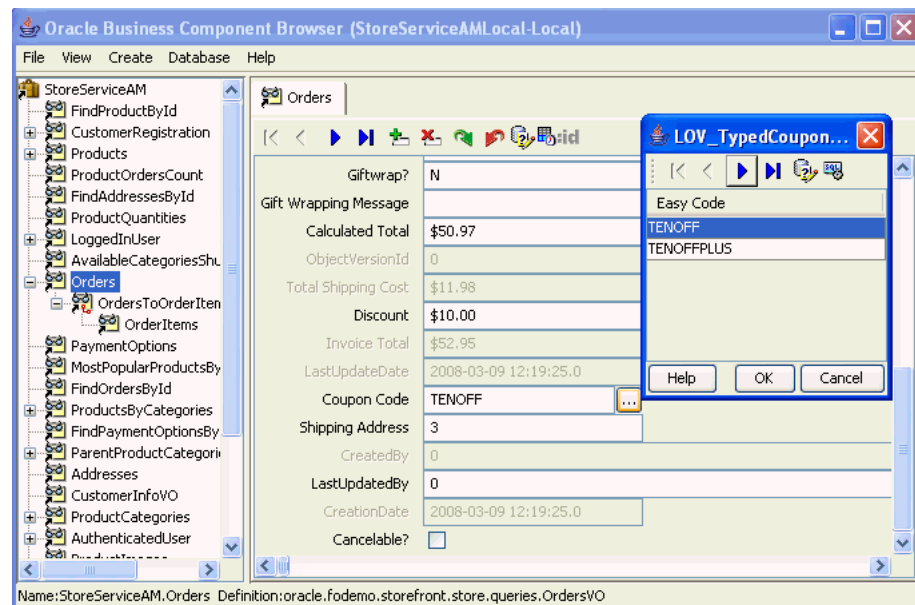 Oracle Business Component Browser (StoreServiceAMLocal-Local)
File View Create Database Help
StoreServiceAM
FindProductById
CustomerRegistration
Products
ProductOrdersCount
FindAddressesById
ProductQuantities
LoggedInUser
AvailableCategoriesShu
Orders
OrdersToOrderIten
OrderItems
PaymentOptions
MostPopularProductsBy
FindOrdersById
ProductsByCategories
FindPaymentOptionsBy
ParentProductCategori
Addresses
CustomerInfoVO
ProductCategories
AuthenticatedUser
Orders
:id
Giftwrap? N
Gift Wrapping Message
Calculated Total $50.97
ObjectVersionId 0
Total Shipping Cost $11.98
Discount $10.00
Invoice Total $52.95
LastUpdateDate 2008-03-09 12:19:25.0
Coupon Code TENOFF ...
Shipping Address 3
CreatedBy 0
LastUpdatedBy 0
CreationDate 2008-03-09 12:19:25.0
Cancelable?
LOV_TypedCoupon...
SQL
Easy Code
TENOFF
TENOFFPLUS
Help OK Cancel
Name:StoreServiceAM.Orders Definition:oracle.fodemo.storefront.store.queries.OrdersVO